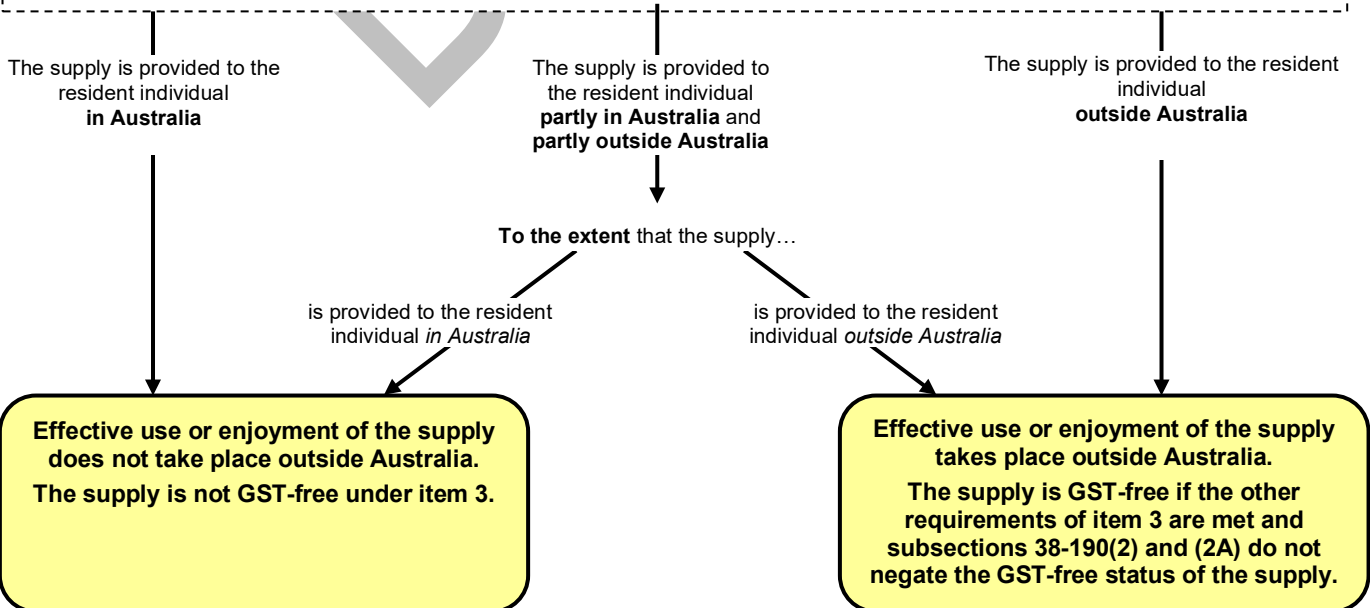 The supply is provided to the
resident individual
in Australia
The supply is provided to
the resident individual
partly in Australia and
partly outside Australia
The supply is provided to the resident
individual
outside Australia
To the extent that the supply…
is provided to the resident
individual in Australia
is provided to the resident
individual outside Australia
Effective use or enjoyment of the supply
does not take place outside Australia.
The supply is not GST-free under item 3.
Effective use or enjoyment of the supply
takes place outside Australia.
The supply is GST-free if the other
requirements of item 3 are met and
subsections 38-190(2) and (2A) do not
negate the GST-free status of the supply.